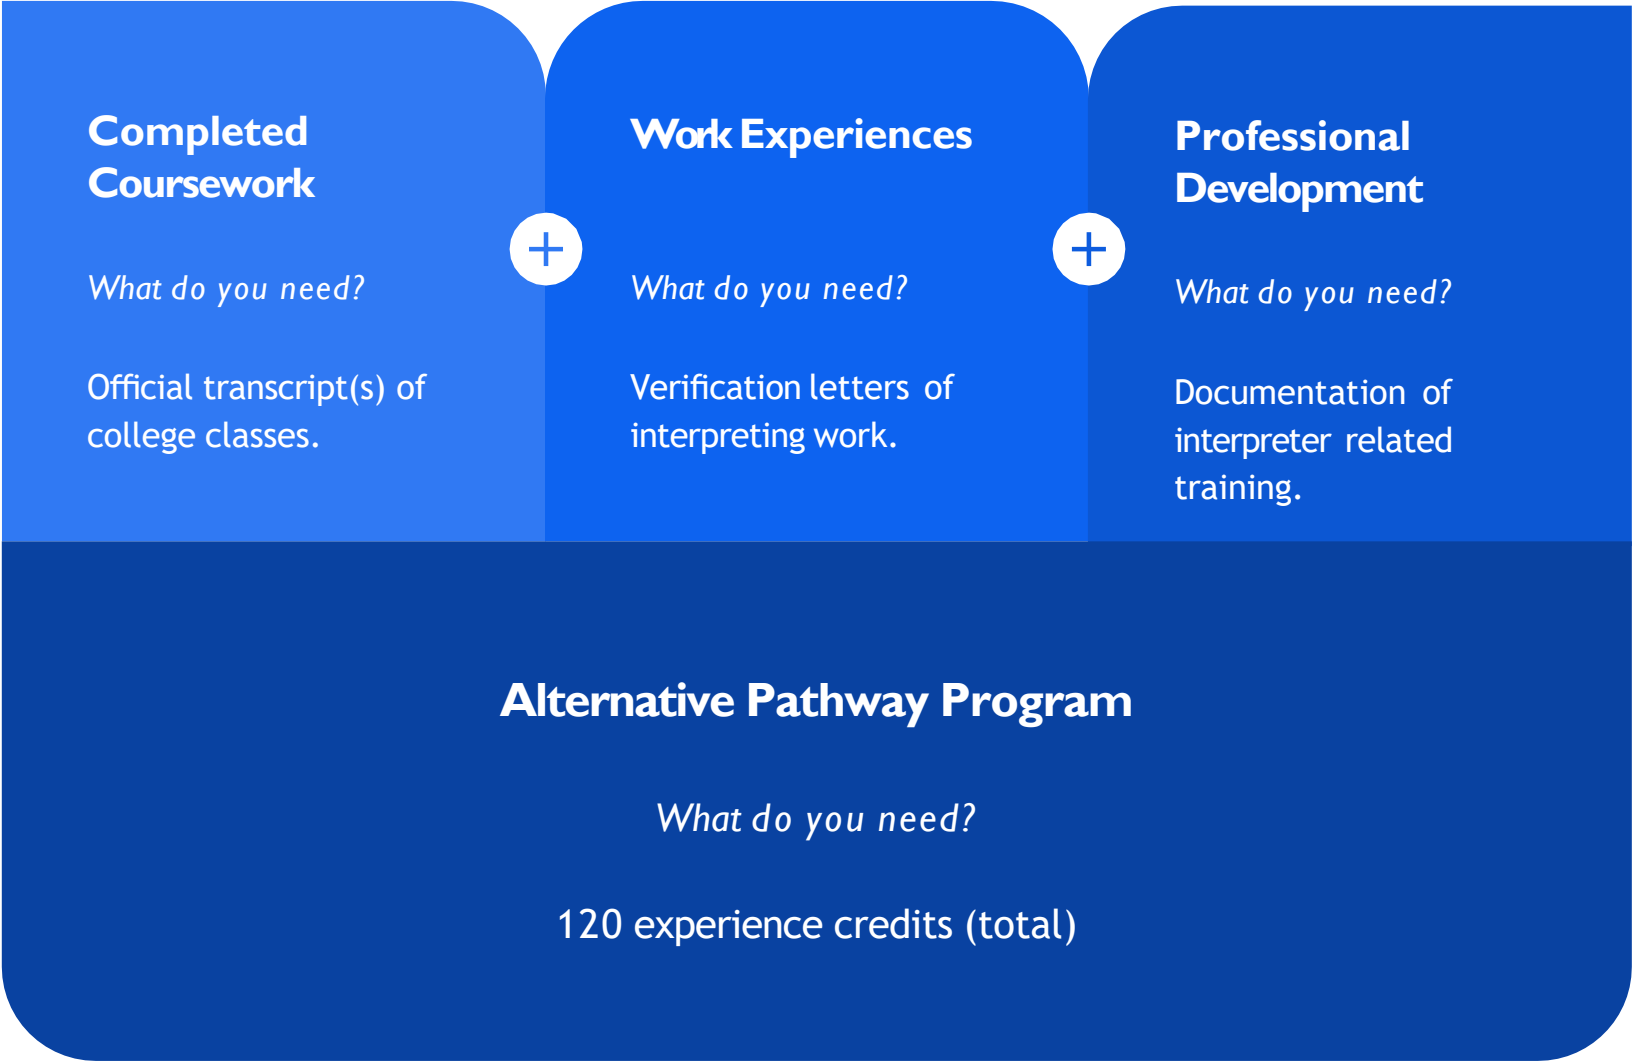 Completed
Coursework
What do you need?
Official transcript(s) of
college classes.
+
Work Experiences
What do you need?
Verification letters of
interpreting work.
+
Professional
Development
What do you need?
Documentation of
interpreter related
training.
Alternative Pathway Program
What do you need?
120 experience credits (total)